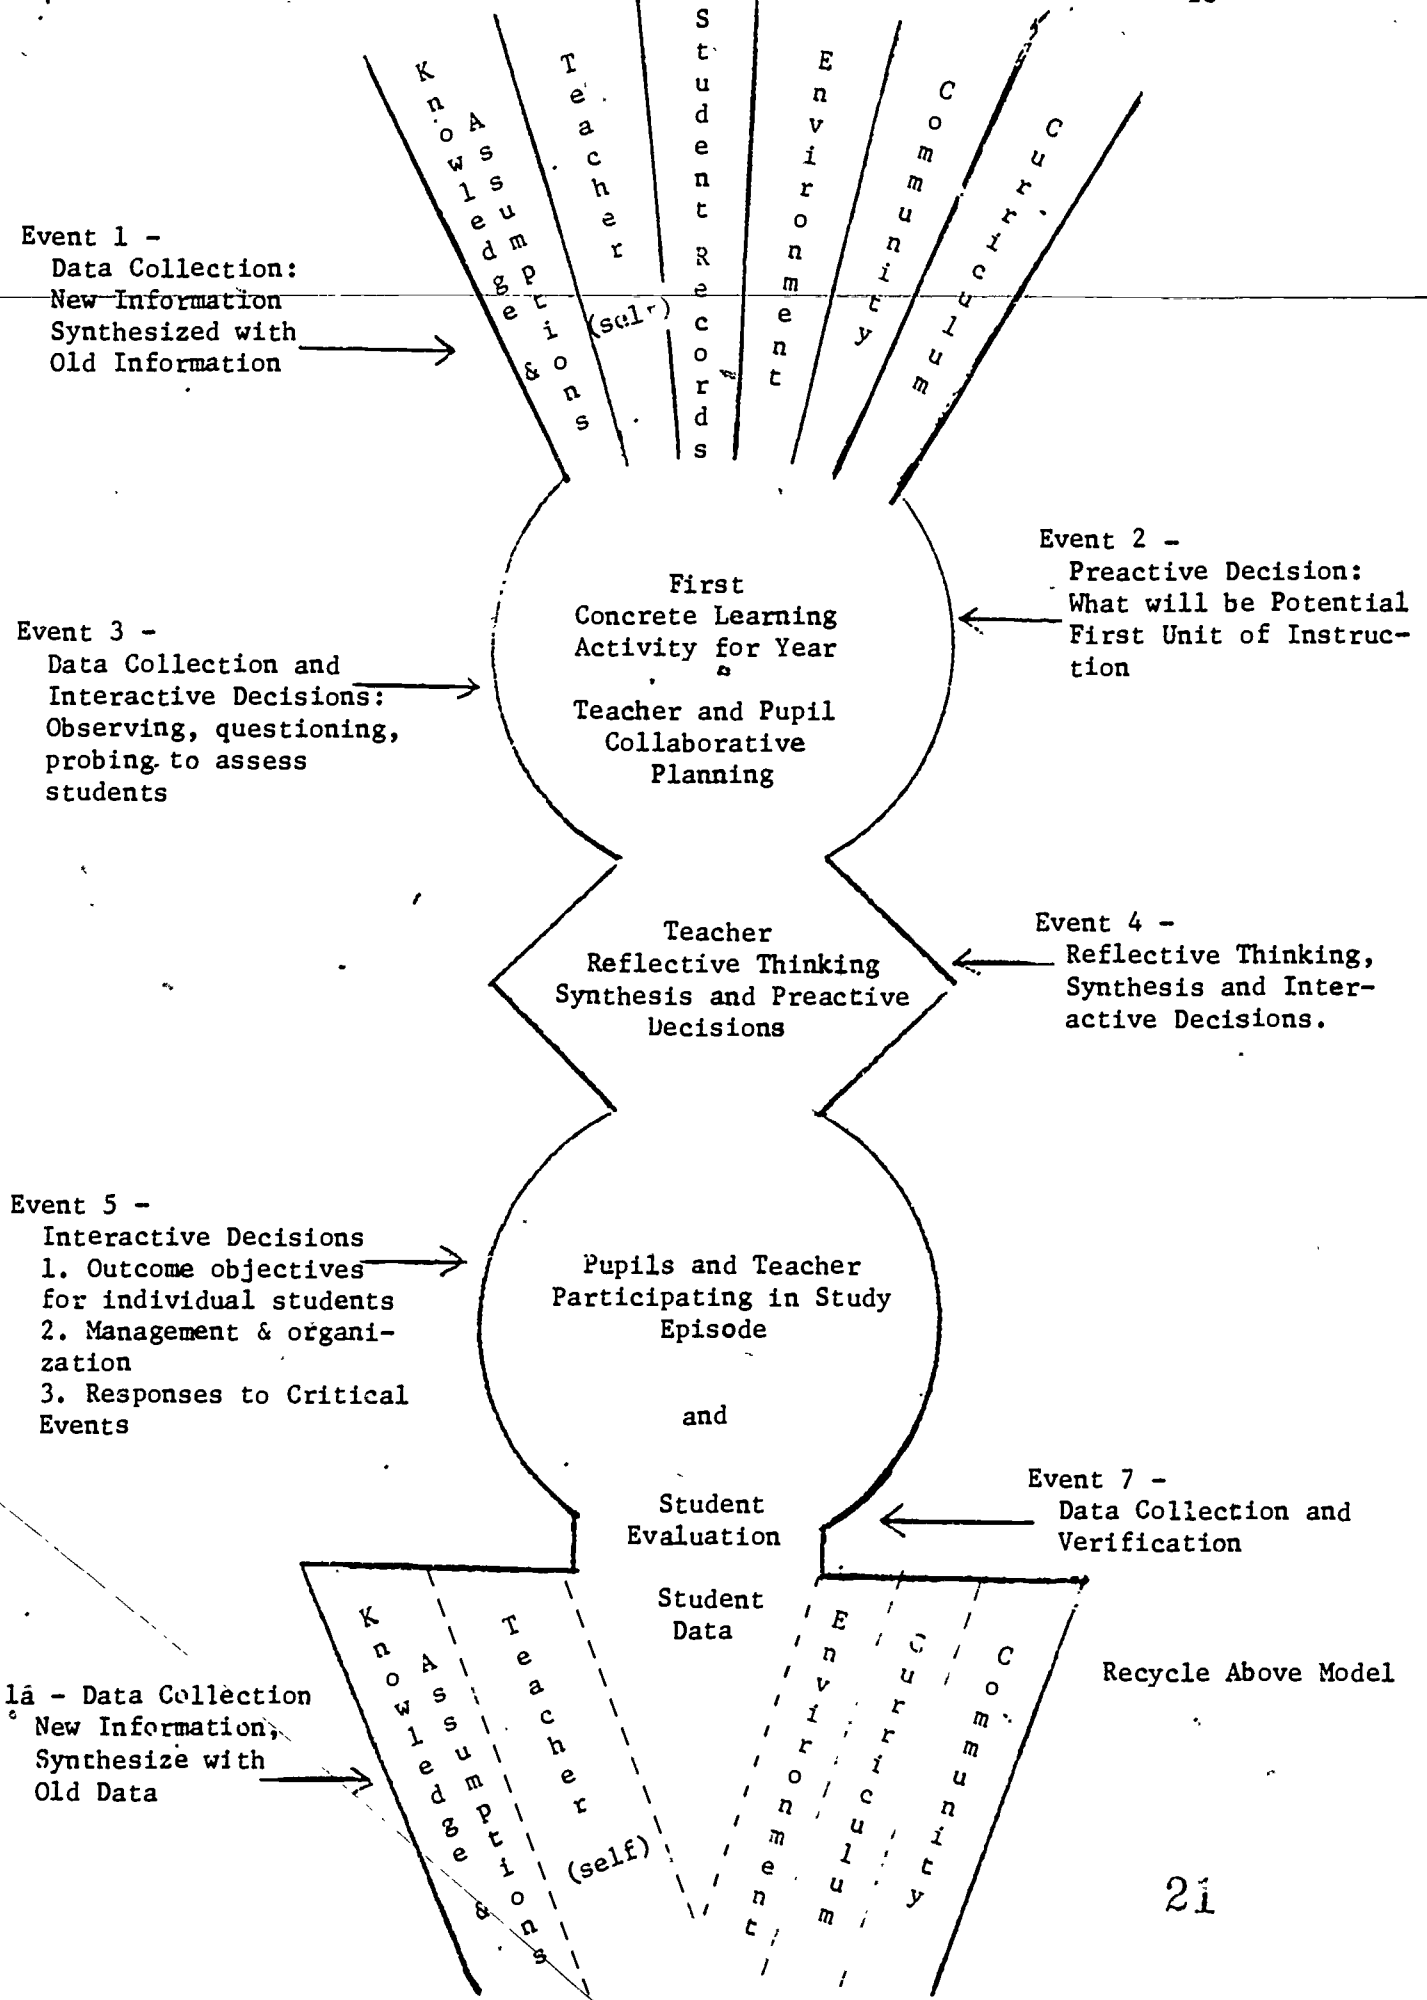 Knowledge &
Assumptions
Teacher
(self)
Student Records
Environment
Community
Curriculum
Event 1 -
Data Collection:
New Information
Synthesized with
Old Information
Event 2 -
Preactive Decision:
What will be Potential
First Unit of Instruc-
tion
First
Concrete Learning
Activity for Year
Teacher and Pupil
Collaborative
Planning
Event 3 -
Data Collection and
Interactive Decisions:
Observing, questioning,
probing to assess
students
Teacher
Reflective Thinking
Synthesis and Preactive
Decisions
Event 4 -
Reflective Thinking,
Synthesis and Inter-
active Decisions.
Event 5 -
Interactive Decisions
1. Outcome objectives
for individual students
2. Management & organi-
zation
3. Responses to Critical
Events
Pupils and Teacher
Participating in Study
Episode
and
Student
Evaluation
Event 7 -
Data Collection and
Verification
Student
Data
Knowledge &
Assumptions
Teacher
(self)
Environment
Curriculum
Community
Recycle Above Model
1a - Data Collection
New Information,
Synthesize with
Old Data
21